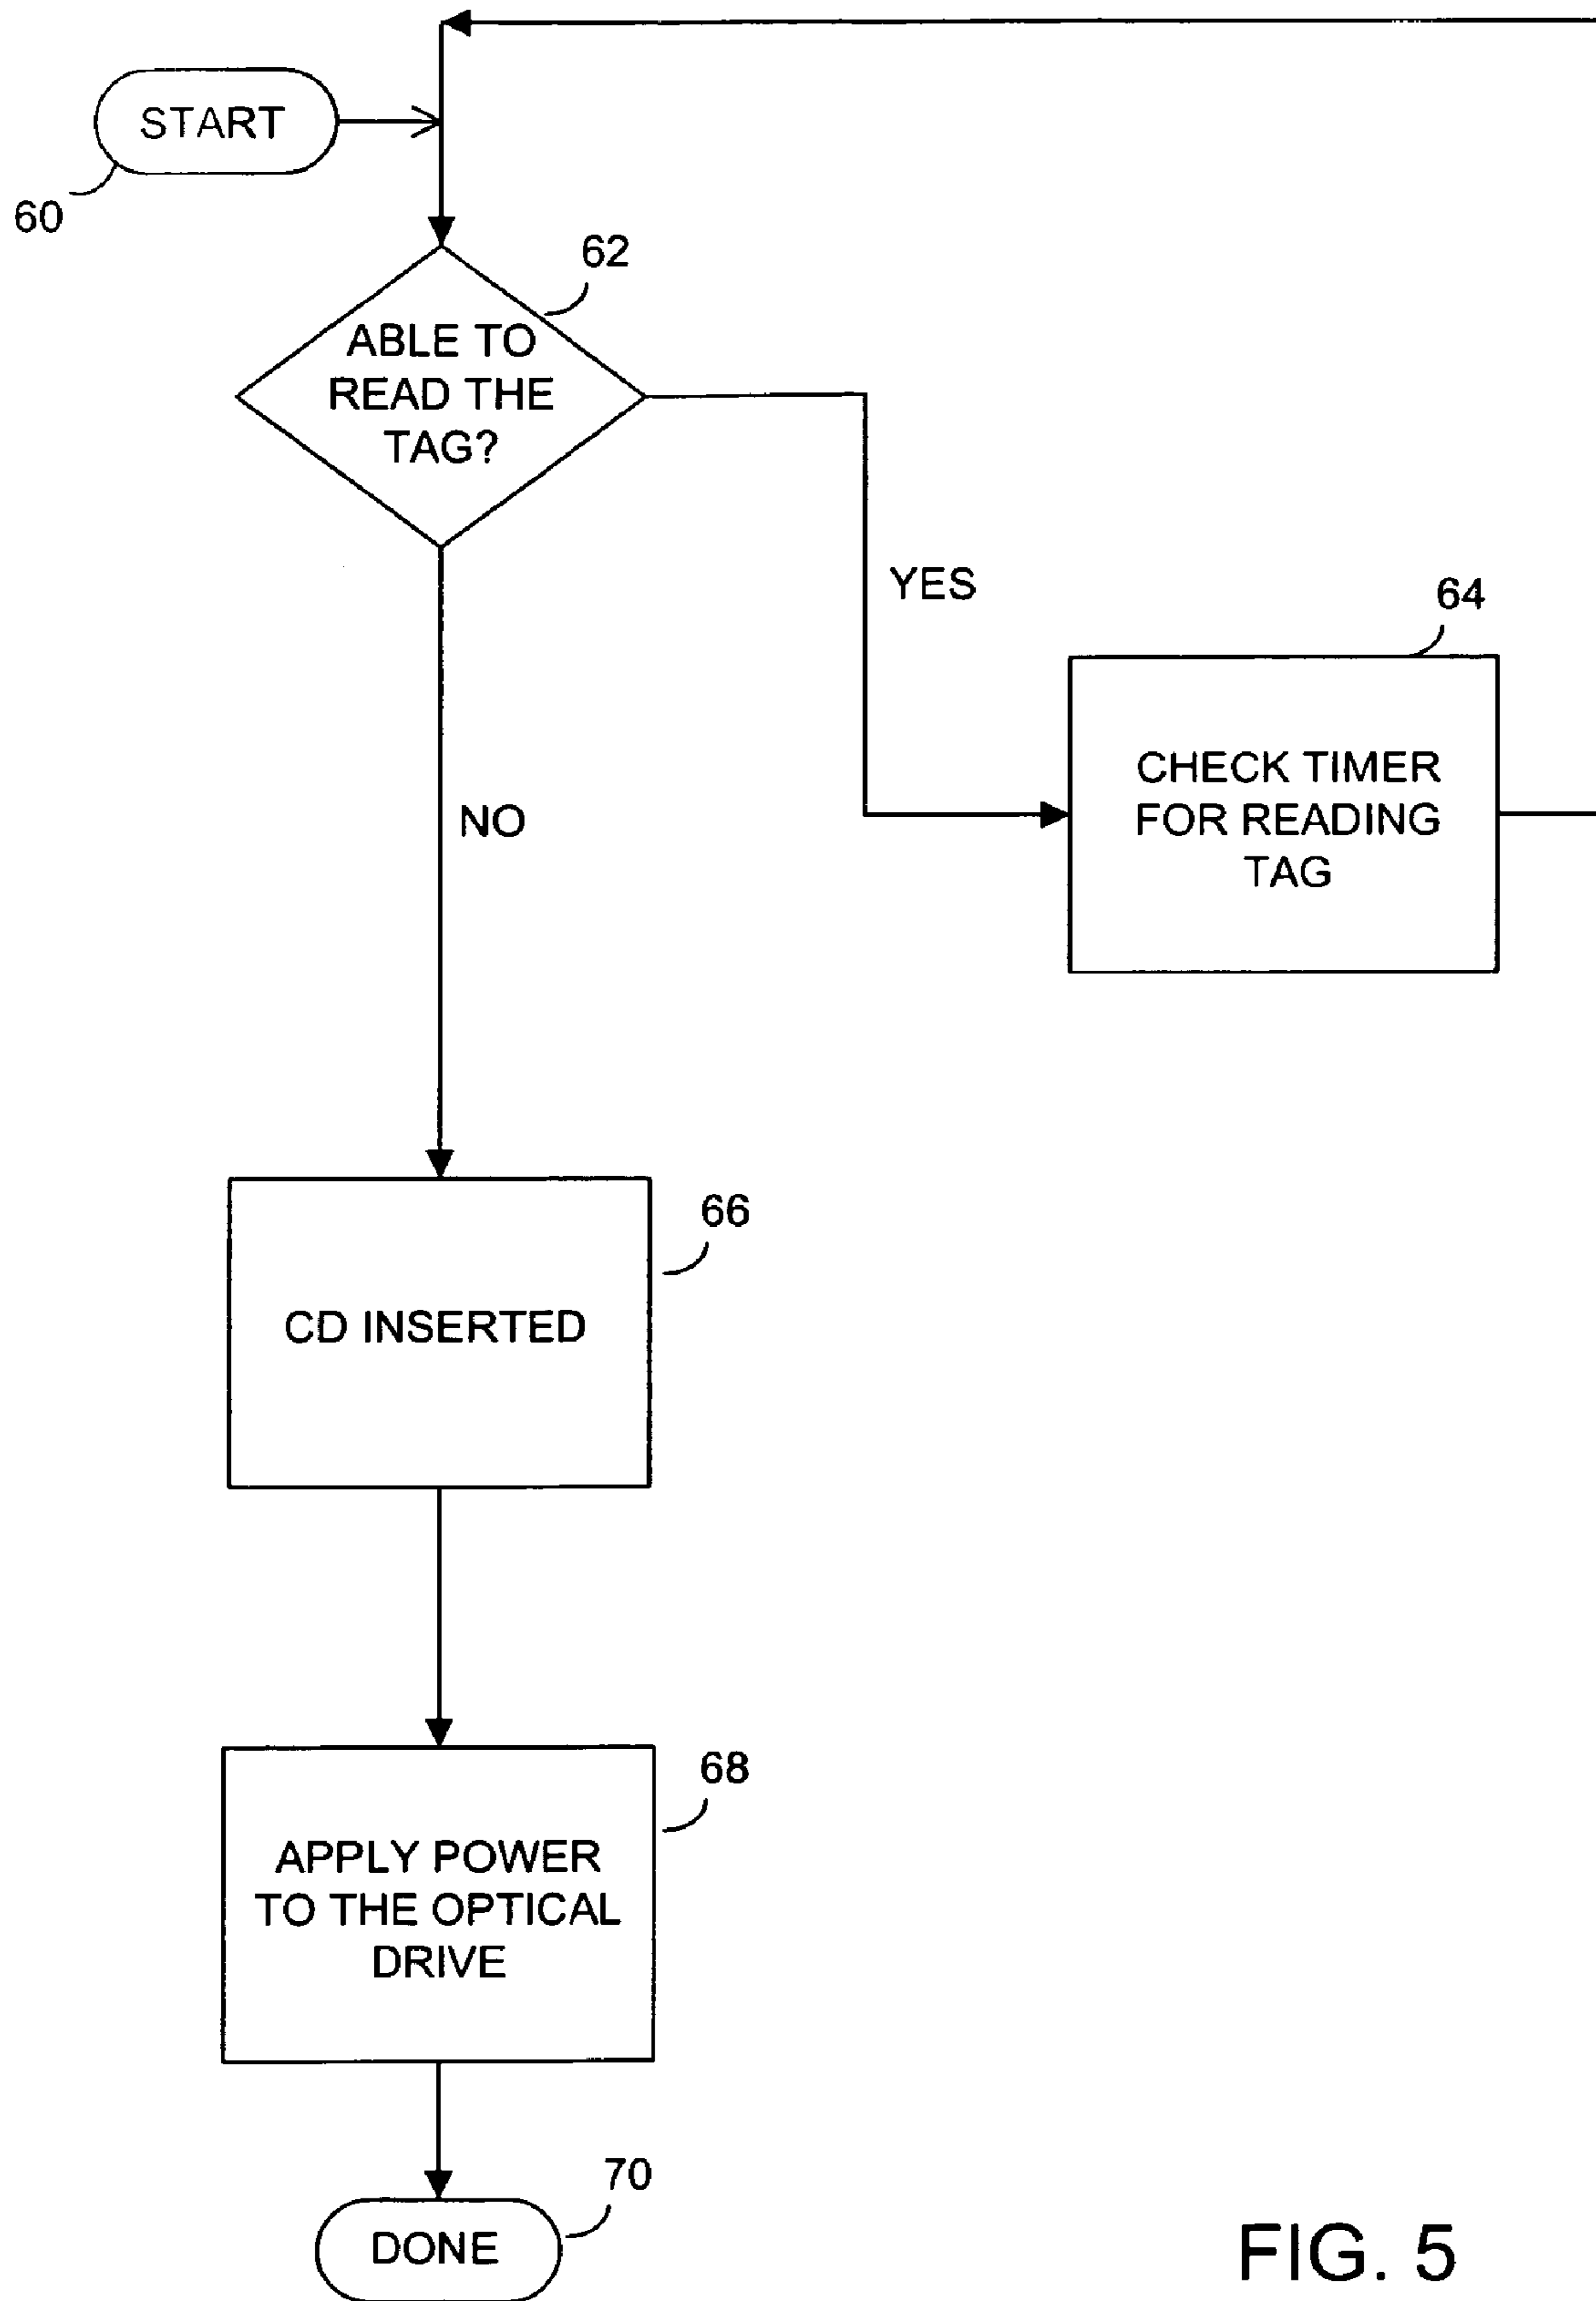 START
60
62
ABLE TO
READ THE
TAG?
YES
64
CHECK TIMER
FOR READING
TAG
NO
66
CD INSERTED
68
APPLY POWER
TO THE OPTICAL
DRIVE
70
DONE
FIG. 5